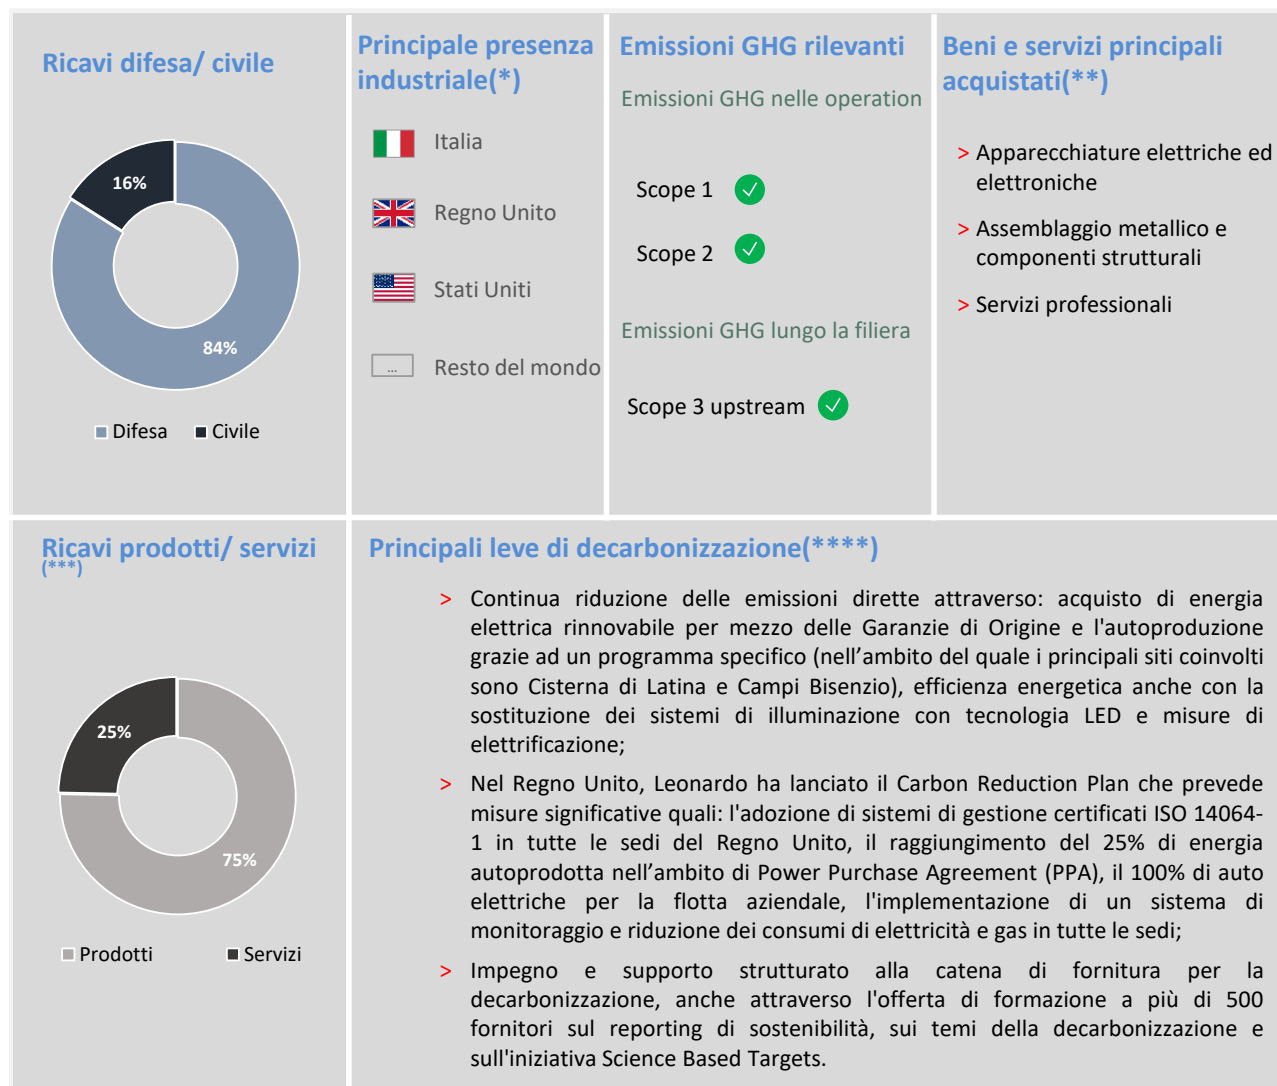 Ricavi difesa/ civile
16%
84%
Difesa
Civile
Principale presenza
industriale(*)
Italia
Regno Unito
Stati Uniti
...
Resto del mondo
Emissioni GHG rilevanti
Emissioni GHG nelle operation
Scope 1
Scope 2
Emissioni GHG lungo la filiera
Scope 3 upstream
Beni e servizi principali
acquistati(**)
> Apparecchiature elettriche ed
elettroniche
> Assemblaggio metallico e
componenti strutturali
> Servizi professionali
Ricavi prodotti/ servizi
(***)
25%
75%
Prodotti
Servizi
Principali leve di decarbonizzazione(****)
> Continua riduzione delle emissioni dirette attraverso: acquisto di energia
elettrica rinnovabile per mezzo delle Garanzie di Origine e l'autoproduzione
grazie ad un programma specifico (nell’ambito del quale i principali siti coinvolti
sono Cisterna di Latina e Campi Bisenzio), efficienza energetica anche con la
sostituzione dei sistemi di illuminazione con tecnologia LED e misure di
elettrificazione;
> Nel Regno Unito, Leonardo ha lanciato il Carbon Reduction Plan che prevede
misure significative quali: l'adozione di sistemi di gestione certificati ISO 14064-
1 in tutte le sedi del Regno Unito, il raggiungimento del 25% di energia
autoprodotta nell’ambito di Power Purchase Agreement (PPA), il 100% di auto
elettriche per la flotta aziendale, l'implementazione di un sistema di
monitoraggio e riduzione dei consumi di elettricità e gas in tutte le sedi;
> Impegno e supporto strutturato alla catena di fornitura per la
decarbonizzazione, anche attraverso l'offerta di formazione a più di 500
fornitori sul reporting di sostenibilità, sui temi della decarbonizzazione e
sull'iniziativa Science Based Targets.